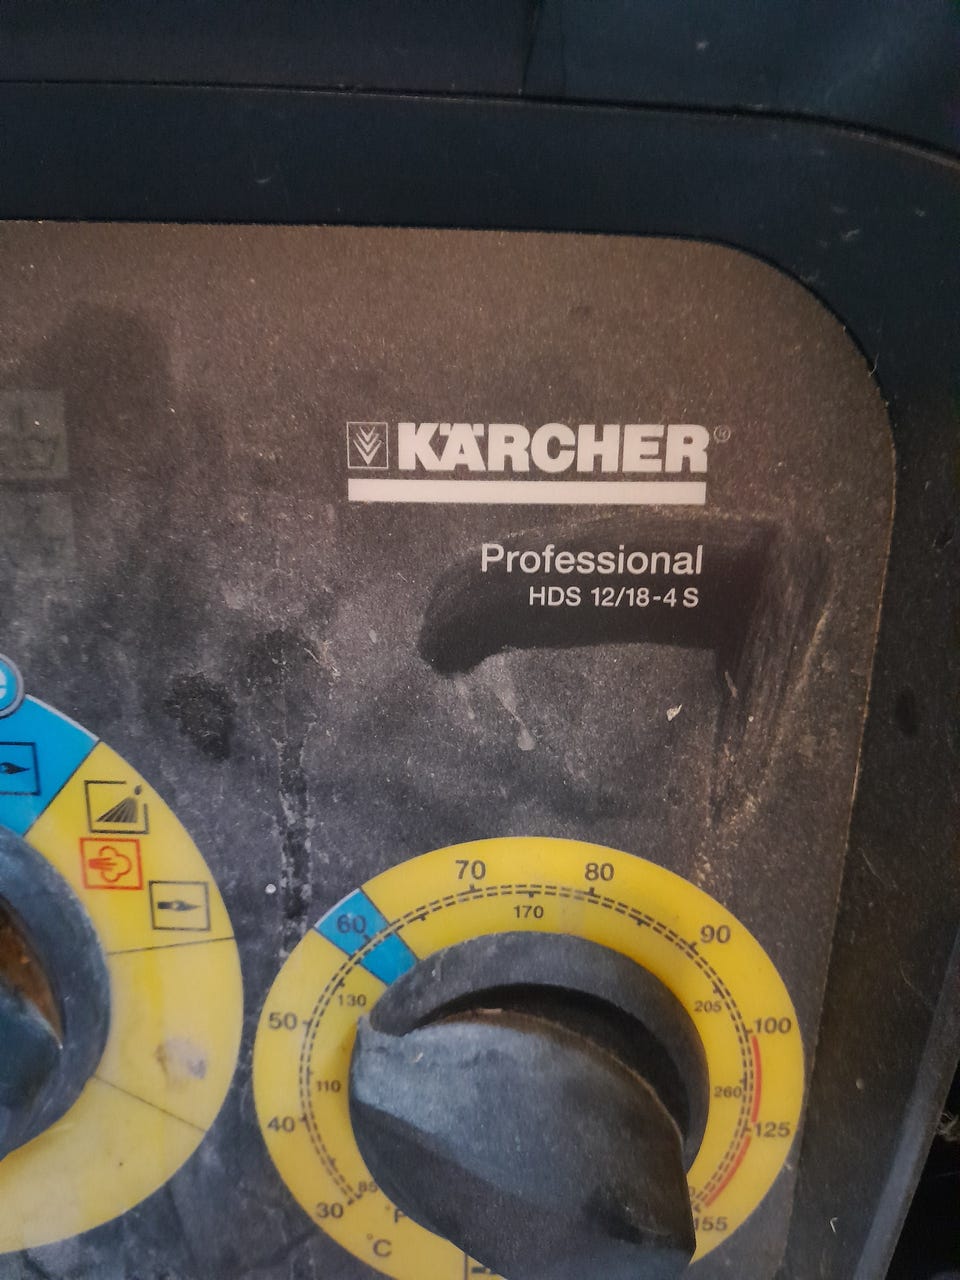 KÄRCHER®
Professional
HDS 12/18-4 S
70 80
60 170 90
130 205
50 100
110 260
40 125
85
30 °F 155
°C